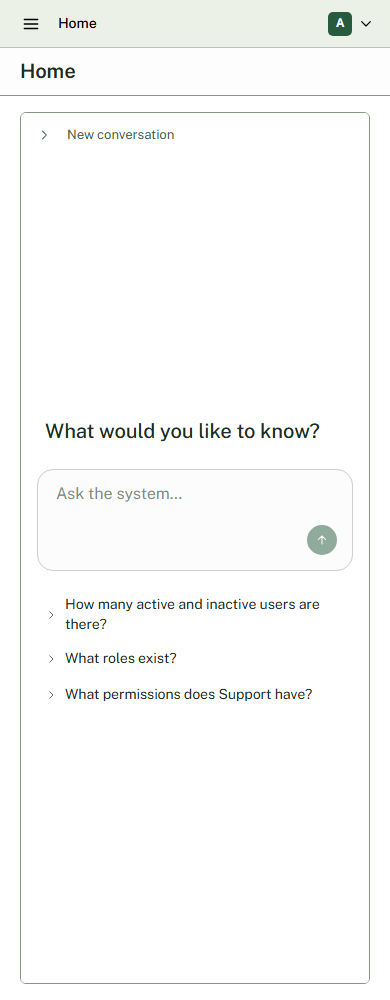 Home
A
Home
New conversation
What would you like to know?
Ask the system...
How many active and inactive users are
there?
What roles exist?
What permissions does Support have?